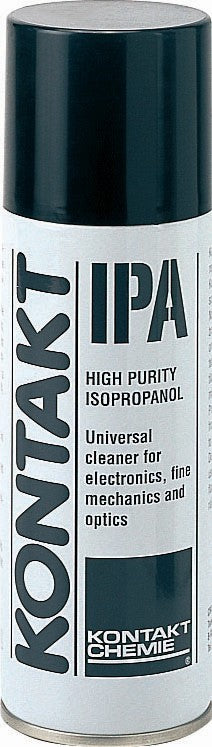 KONTAKT
IPA
HIGH PURITY
ISOPROPANOL
Universal
cleaner for
electronics, fine
mechanics and
optics
KONTAKT
CHEMIE®